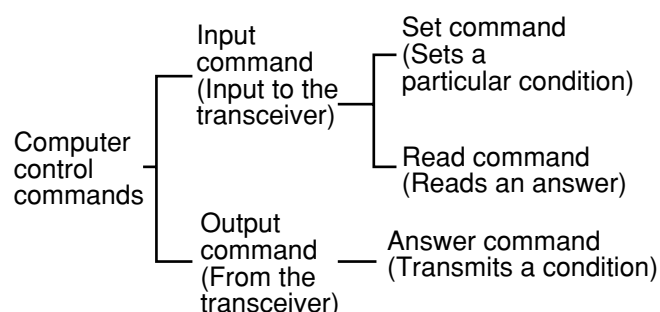 Computer
control
commands
Input
command
(Input to the
transceiver)
Set command
(Sets a
particular condition)
Read command
(Reads an answer)
Output
command
(From the
transceiver)
Answer command
(Transmits a condition)